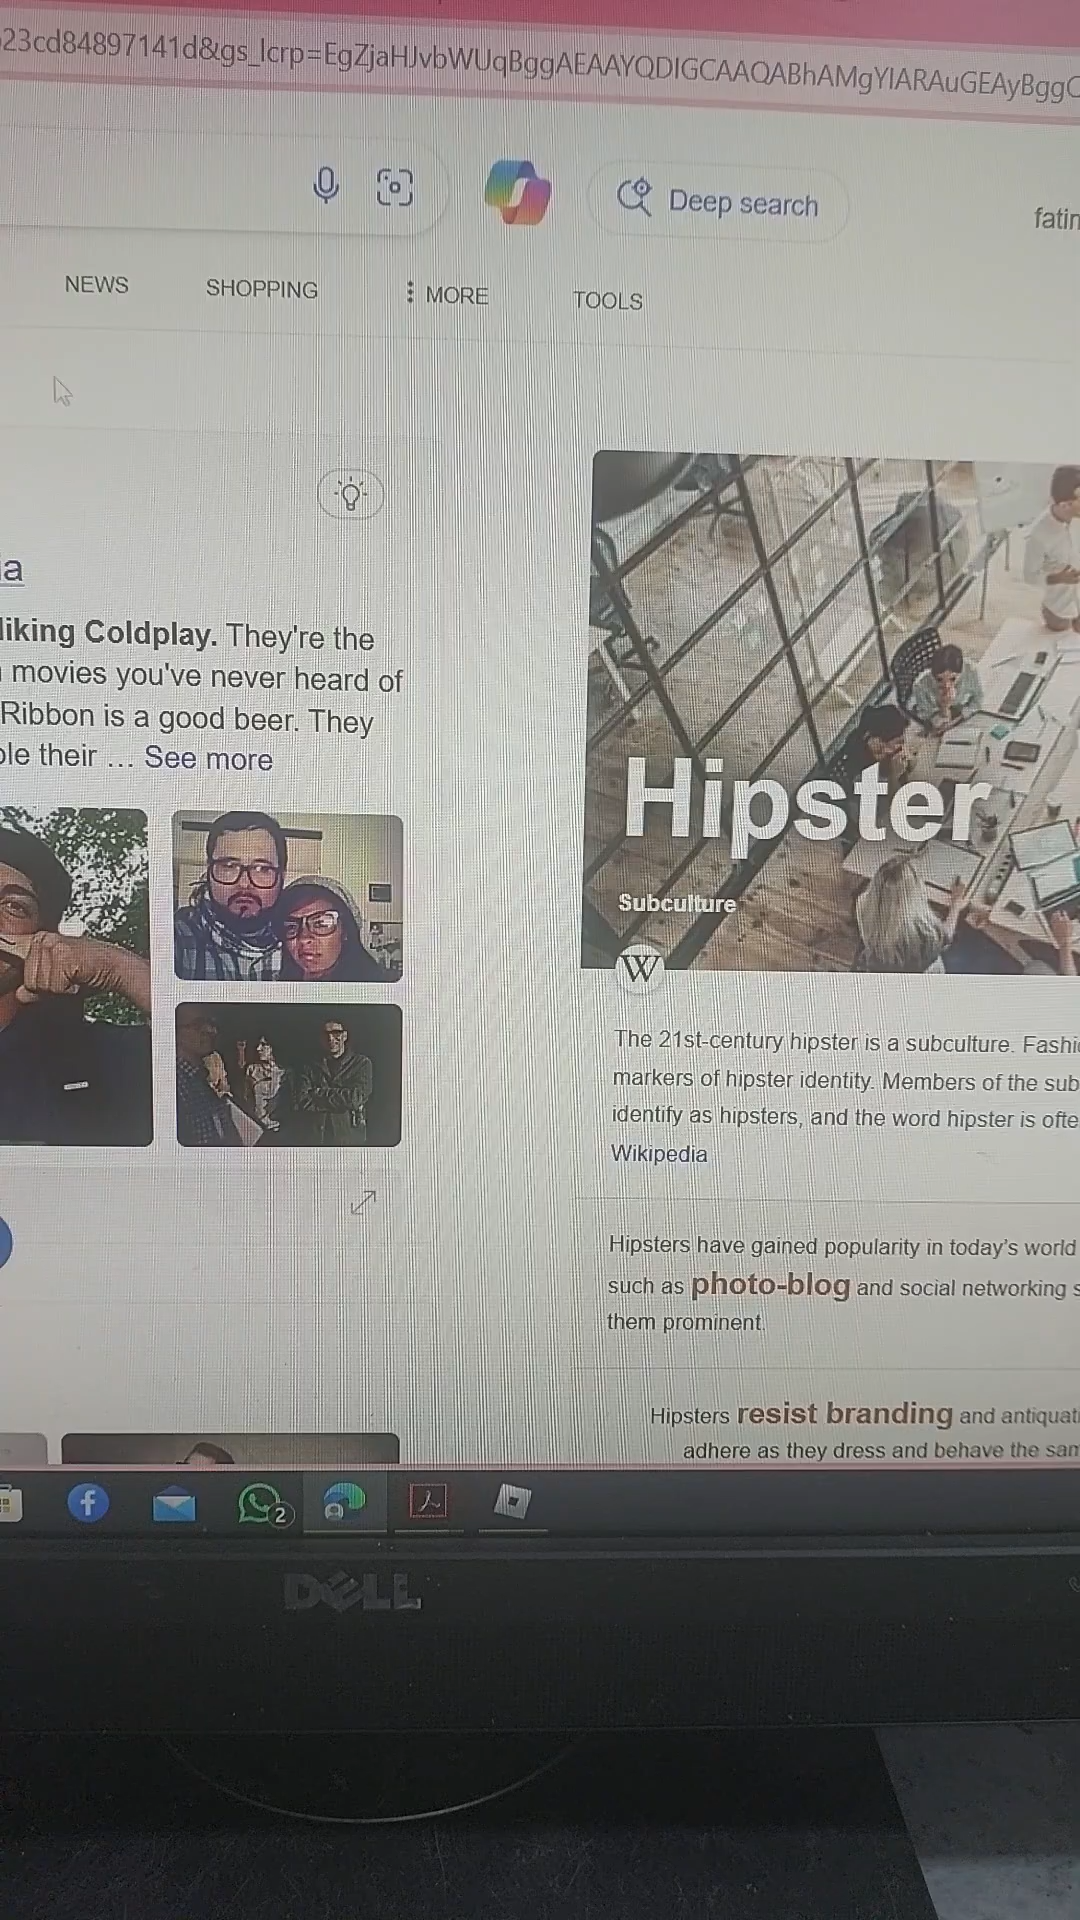 23cd84897141d&gs_lcrp=EgZjaHJvbWUqBggAEAAYQDIGCAAQABhAMgYIARAuGEAyBggC
Deep search
fatin
NEWS
SHOPPING
MORE
TOOLS
ia
liking Coldplay. They're the
movies you've never heard of
Ribbon is a good beer. They
ple their ... See more
Hipster
Subculture
W
The 21st-century hipster is a subculture. Fashi
markers of hipster identity. Members of the sub
identify as hipsters, and the word hipster is ofte
Wikipedia
Hipsters have gained popularity in today's world
such as photo-blog and social networking s
them prominent.
Hipsters resist branding and antiquat
adhere as they dress and behave the sam
2
DELL